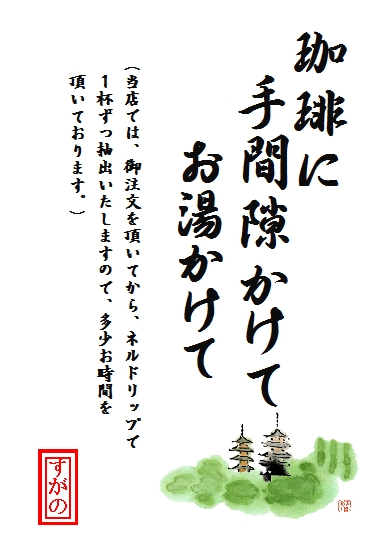 珈琲に
手間隙かけて
お湯かけて
（当店では、御注文を頂いてから、ネルドリップで
１杯ずつ抽出いたしますので、多少お時間を
頂いております。）
すがの